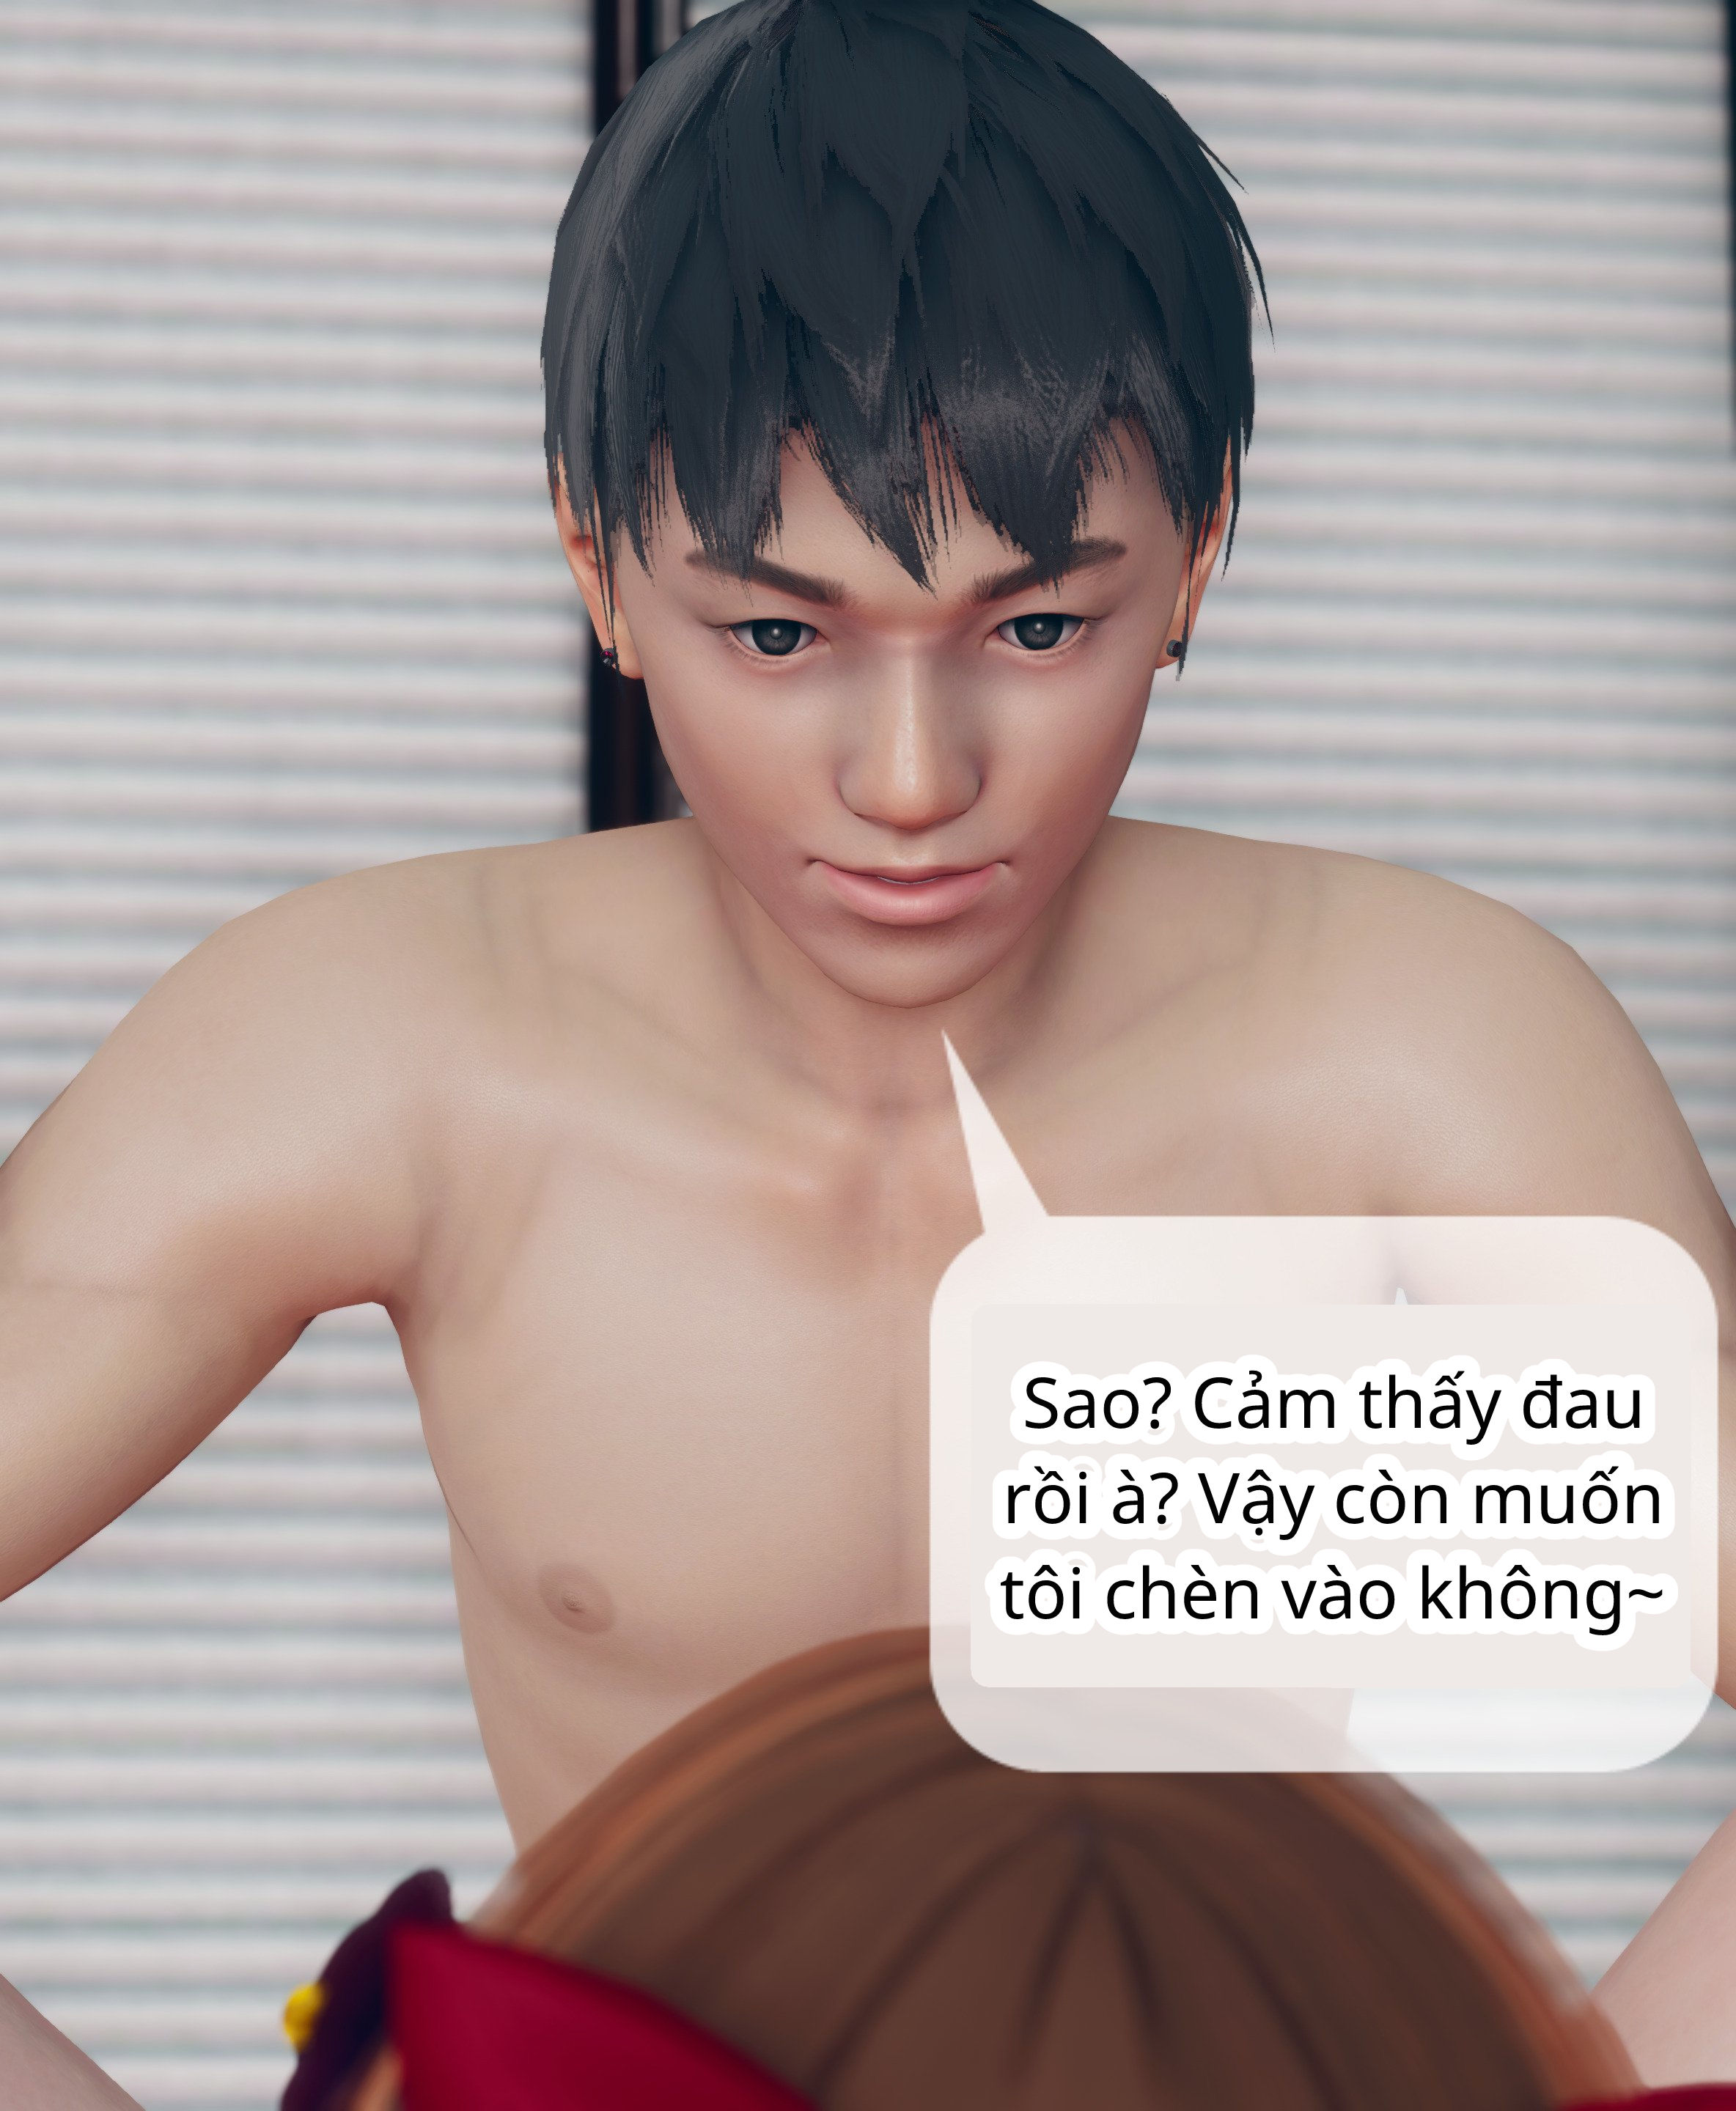 Sao? Cảm thấy đau
rồi à? Vậy còn muốn
tôi chèn vào không~